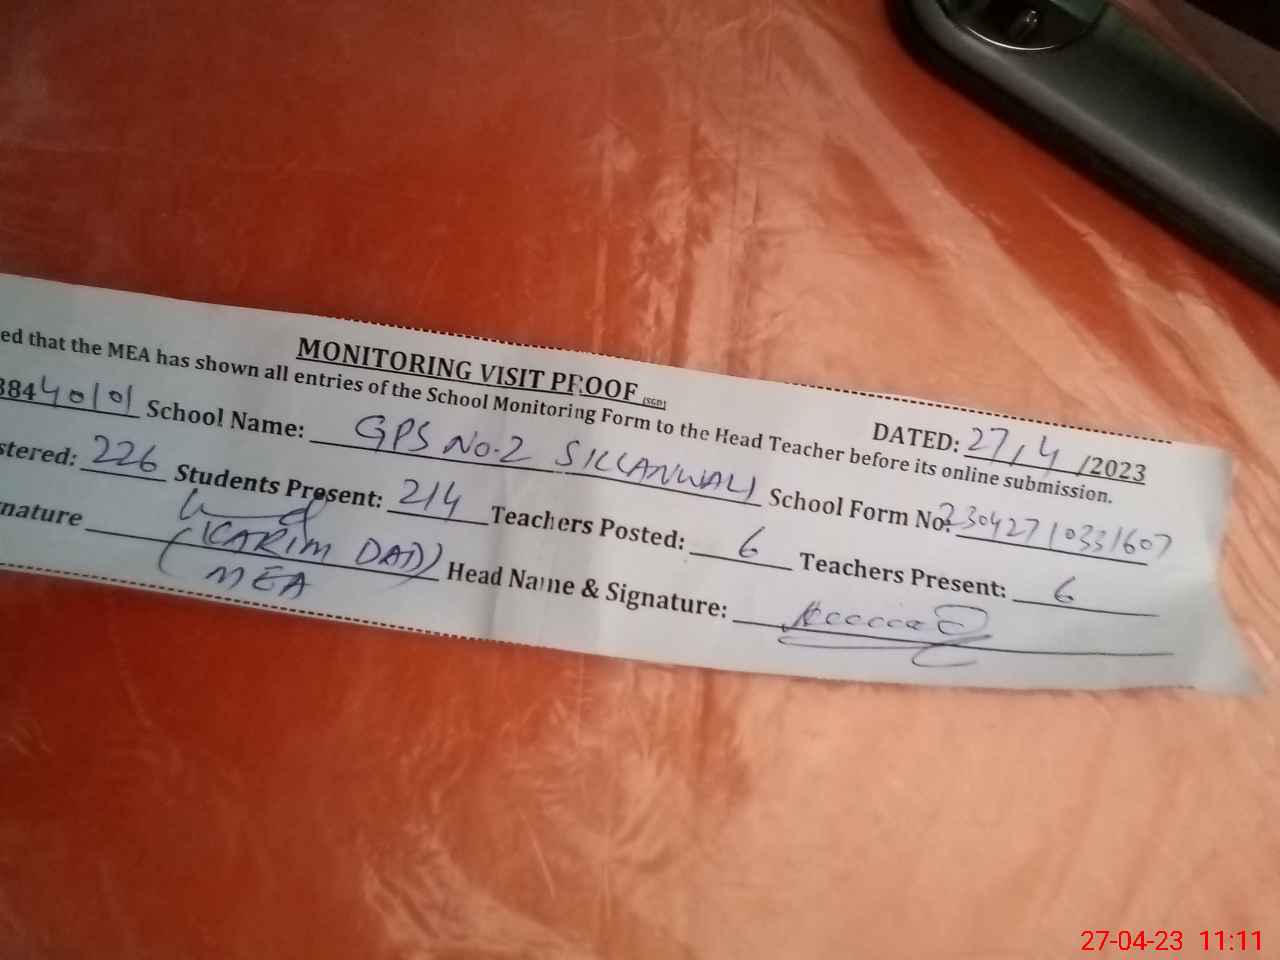 MONITORING VISIT PROOF (SGD)
DATED: 27/4/2023
ed that the MEA has shown all entries of the School Monitoring Form to the Head Teacher before its online submission.
38440101 School Name: GPS No.2 SILLANWALI School Form No: 23042710331607
stered: 226 Students Present: 214 Teachers Posted: 6 Teachers Present: 6
nature (KARIM DAD) Head Name & Signature:
MEA
27-04-23 11:11